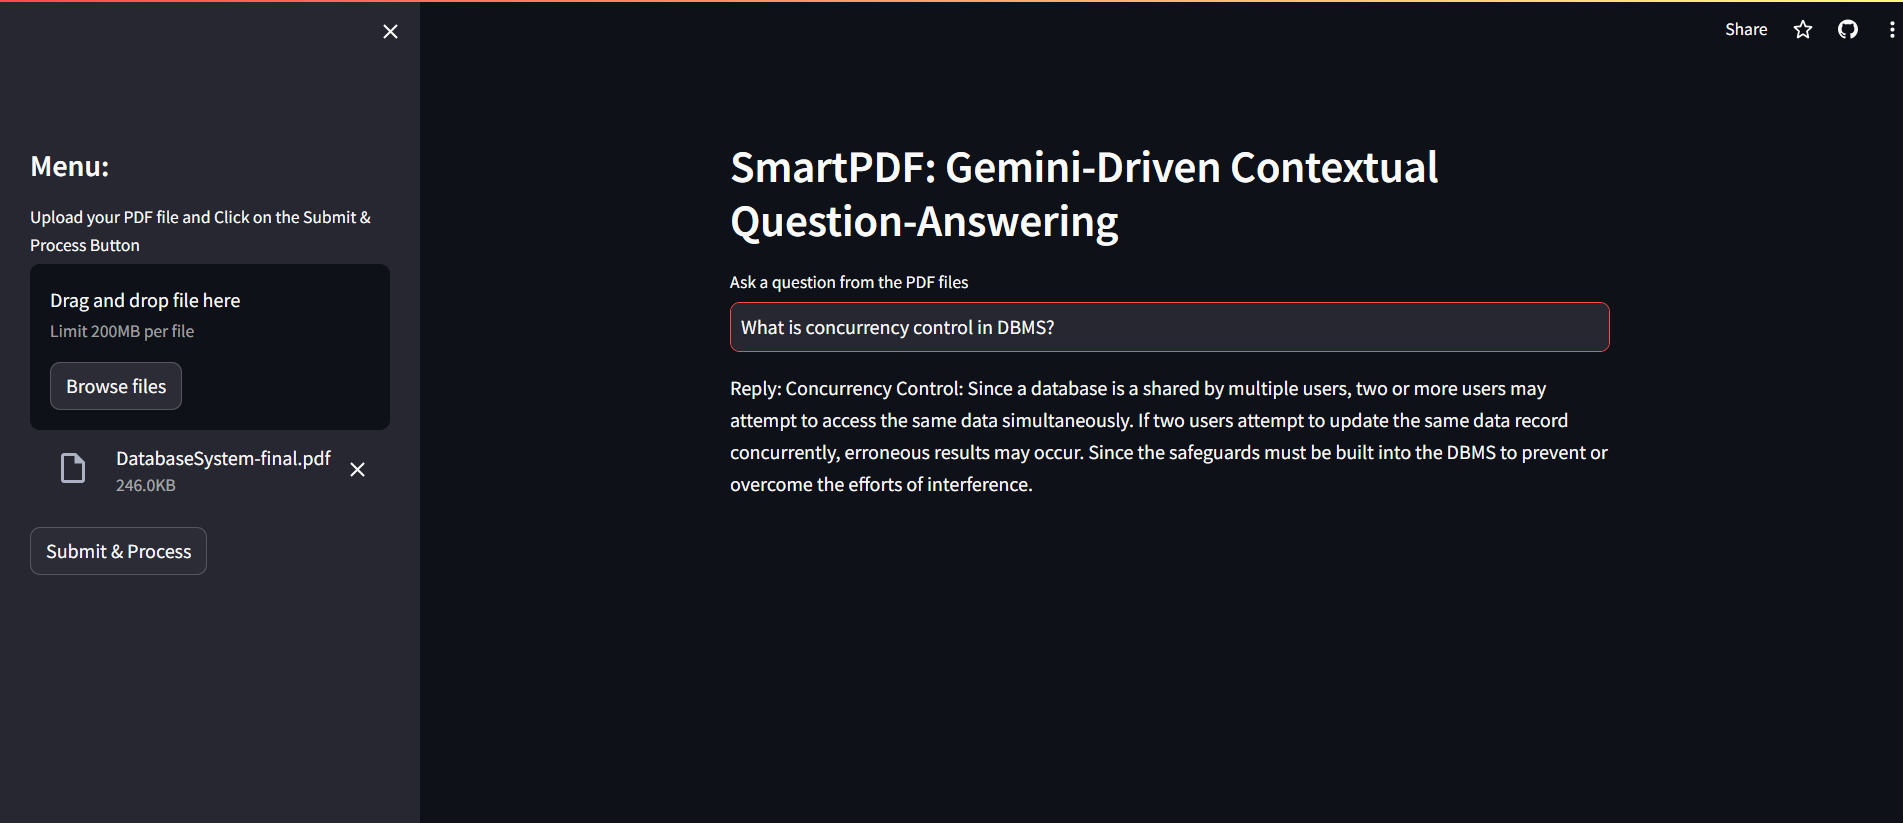 Share
Menu:
Upload your PDF file and Click on the Submit &
Process Button
Drag and drop file here
Limit 200MB per file
Browse files
DatabaseSystem-final.pdf
246.0KB
Submit & Process
SmartPDF: Gemini-Driven Contextual
Question-Answering
Ask a question from the PDF files
What is concurrency control in DBMS?
Reply: Concurrency Control: Since a database is a shared by multiple users, two or more users may
attempt to access the same data simultaneously. If two users attempt to update the same data record
concurrently, erroneous results may occur. Since the safeguards must be built into the DBMS to prevent or
overcome the efforts of interference.